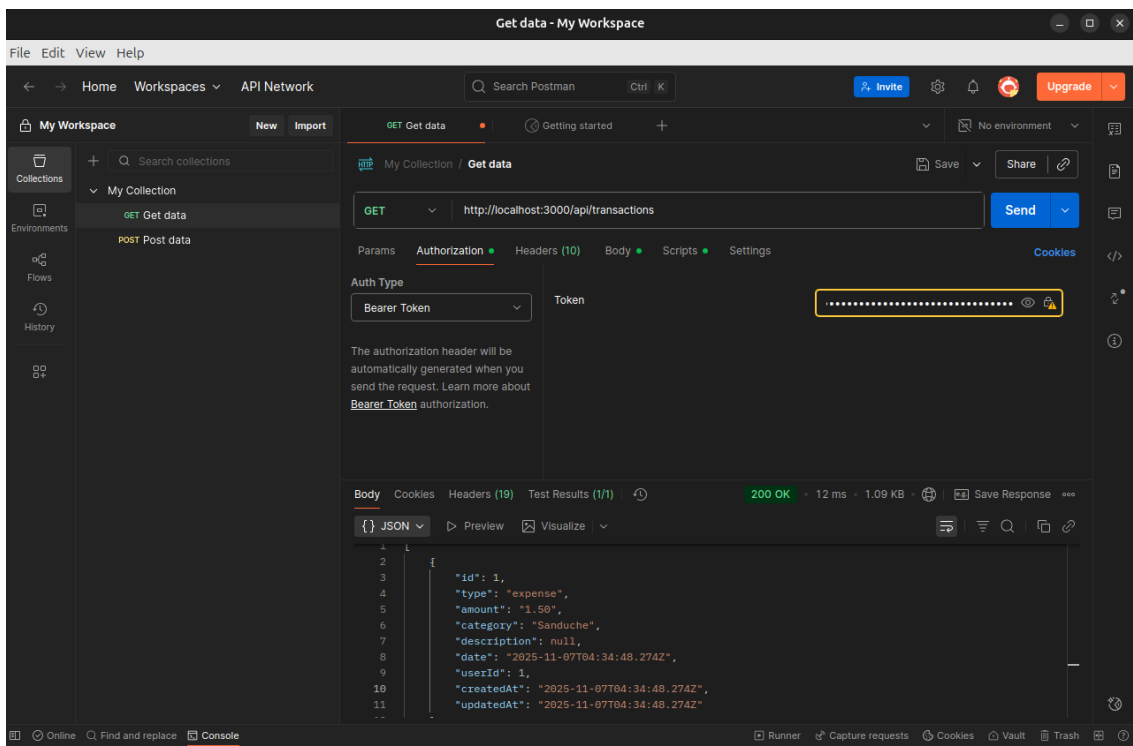 Get data - My Workspace
File Edit View Help
Home Workspaces API Network Search Postman Ctrl K Invite Upgrade
My Workspace New Import GET Get data Getting started No environment
Collections Search collections My Collection / Get data Save Share
My Collection
GET Get data GET http://localhost:3000/api/transactions Send
Environments
POST Post data
Params Authorization Headers (10) Body Scripts Settings Cookies
Flows
Auth Type
Bearer Token Token
History
The authorization header will be
automatically generated when you
send the request. Learn more about
Bearer Token authorization.
Body Cookies Headers (19) Test Results (1/1) 200 OK 12 ms 1.09 KB Save Response
{} JSON Preview Visualize
1 [
2 {
3 "id": 1,
4 "type": "expense",
5 "amount": "1.50",
6 "category": "Sanduche",
7 "description": null,
8 "date": "2025-11-07T04:34:48.274Z",
9 "userId": 1,
10 "createdAt": "2025-11-07T04:34:48.274Z",
11 "updatedAt": "2025-11-07T04:34:48.274Z"
Online Find and replace Console Runner Capture requests Cookies Vault Trash